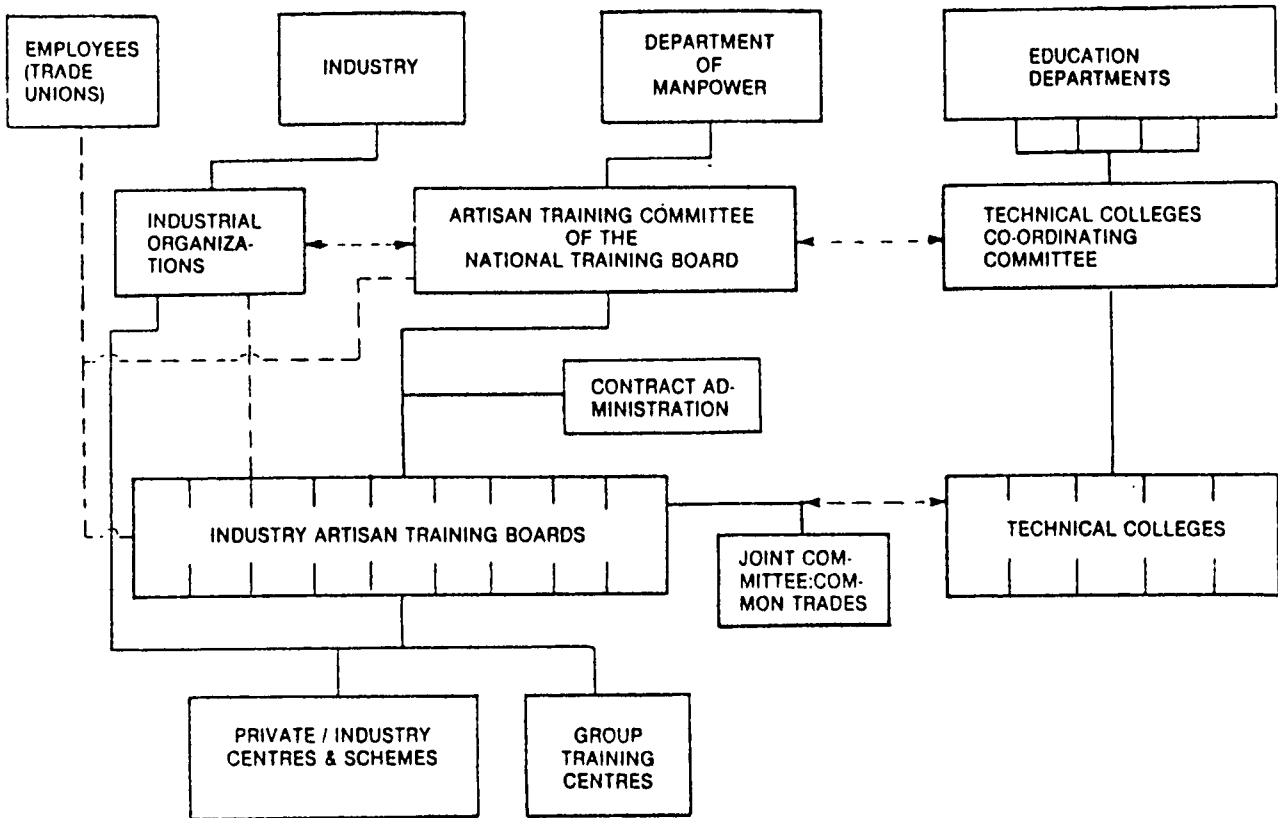 EMPLOYEES
(TRADE
UNIONS)
INDUSTRY
DEPARTMENT
OF
MANPOWER
EDUCATION
DEPARTMENTS
INDUSTRIAL
ORGANIZA-
TIONS
ARTISAN TRAINING COMMITTEE
OF THE
NATIONAL TRAINING BOARD
TECHNICAL COLLEGES
CO-ORDINATING
COMMITTEE
CONTRACT AD-
MINISTRATION
INDUSTRY ARTISAN TRAINING BOARDS
TECHNICAL COLLEGES
JOINT COM-
MITTEE:COM-
MON TRADES
PRIVATE / INDUSTRY
CENTRES & SCHEMES
GROUP
TRAINING
CENTRES